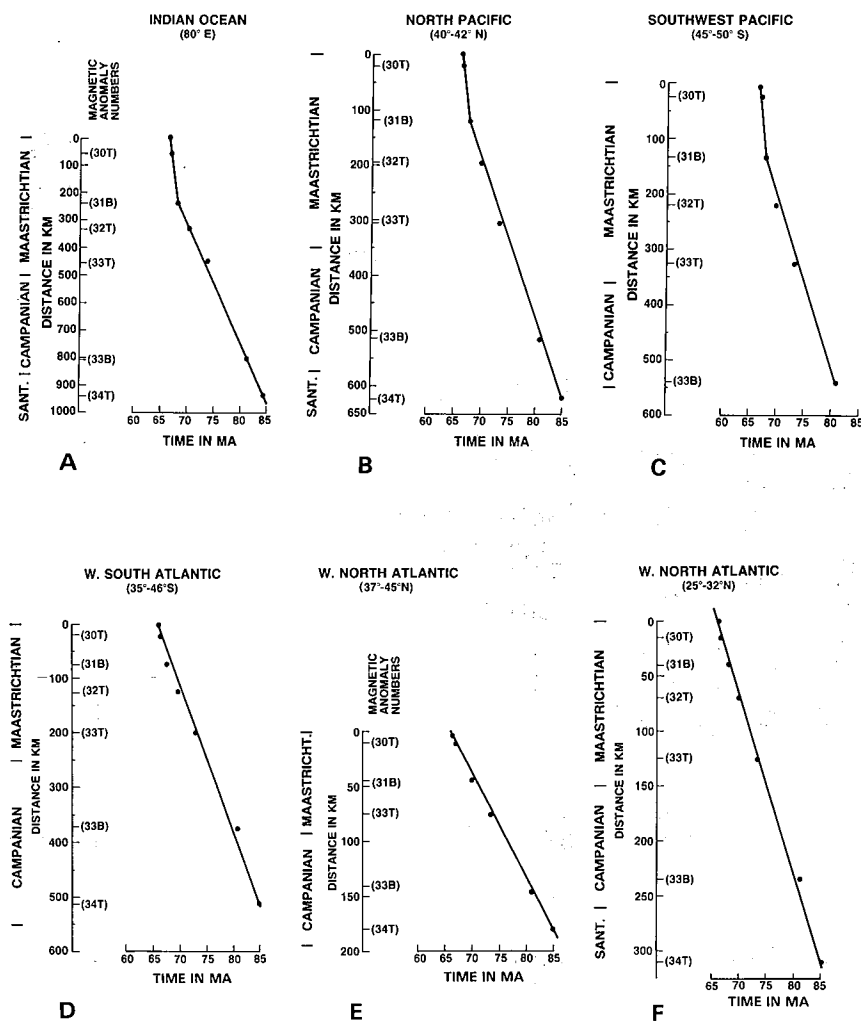 INDIAN OCEAN
(80° E)
MAGNETIC
ANOMALY
NUMBERS
SANT. | CAMPANIAN | MAASTRICHTIAN |
DISTANCE IN KM
0
100
200
300
400
500
600
700
800
900
1000
(30T)
(31B)
(32T)
(33T)
(33B)
(34T)
60 65 70 75 80 85
TIME IN MA
A
NORTH PACIFIC
(40°-42° N)
SANT. | CAMPANIAN | MAASTRICHTIAN |
DISTANCE IN KM
0
100
200
300
400
500
600
650
(30T)
(31B)
(32T)
(33T)
(33B)
(34T)
60 65 70 75 80 85
TIME IN MA
B
SOUTHWEST PACIFIC
(45°-50° S)
| CAMPANIAN | MAASTRICHTIAN |
DISTANCE IN KM
0
100
200
300
400
500
600
(30T)
(31B)
(32T)
(33T)
(33B)
60 65 70 75 80 85
TIME IN MA
C
W. SOUTH ATLANTIC
(35°-46°S)
| CAMPANIAN | MAASTRICHTIAN |
DISTANCE IN KM
0
100
200
300
400
500
600
(30T)
(31B)
(32T)
(33T)
(33B)
(34T)
60 65 70 75 80 85
TIME IN MA
D
W. NORTH ATLANTIC
(37°-45°N)
MAGNETIC
ANOMALY
NUMBERS
| CAMPANIAN | MAASTRICHT. |
DISTANCE IN KM
0
50
100
150
200
(30T)
(31B)
(33T)
(33B)
(34T)
60 65 70 75 80 85
TIME IN MA
E
W. NORTH ATLANTIC
(25°-32°N)
SANT. | CAMPANIAN | MAASTRICHTIAN |
DISTANCE IN KM
0
50
100
150
200
250
300
(30T)
(31B)
(32T)
(33T)
(33B)
(34T)
65 70 75 80 85
TIME IN MA
F